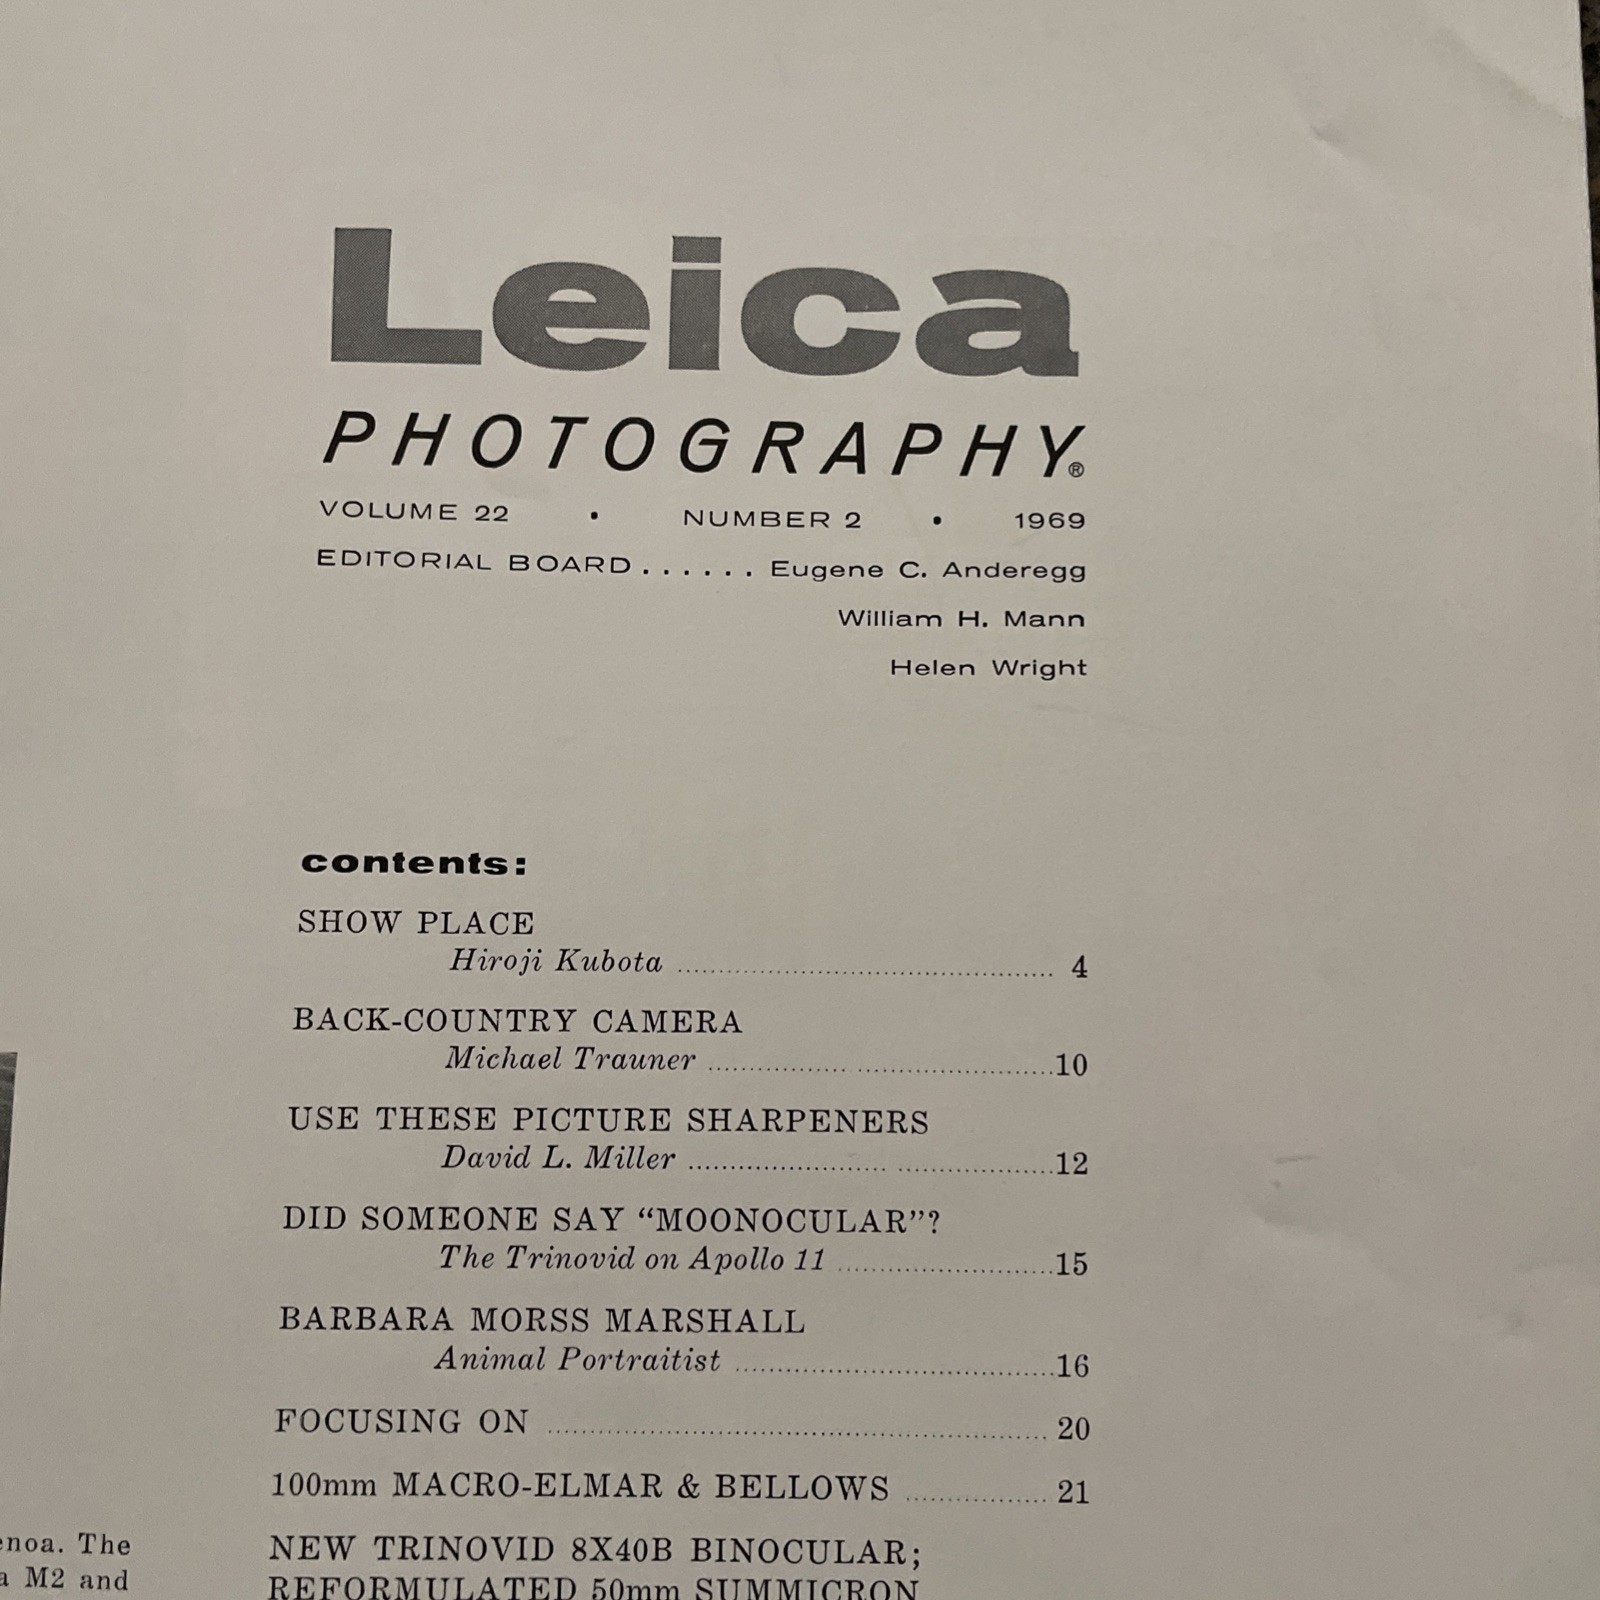 Leica
PHOTOGRAPHY®
VOLUME 22 • NUMBER 2 • 1969
EDITORIAL BOARD...... Eugene C. Anderegg
William H. Mann
Helen Wright
contents:
SHOW PLACE
Hiroji Kubota 4
BACK-COUNTRY CAMERA
Michael Trauner 10
USE THESE PICTURE SHARPENERS
David L. Miller 12
DID SOMEONE SAY “MOONOCULAR”?
The Trinovid on Apollo 11 15
BARBARA MORSS MARSHALL
Animal Portraitist 16
FOCUSING ON 20
100mm MACRO-ELMAR & BELLOWS 21
NEW TRINOVID 8X40B BINOCULAR;
REFORMULATED 50mm SUMMICRON
The
M2 and